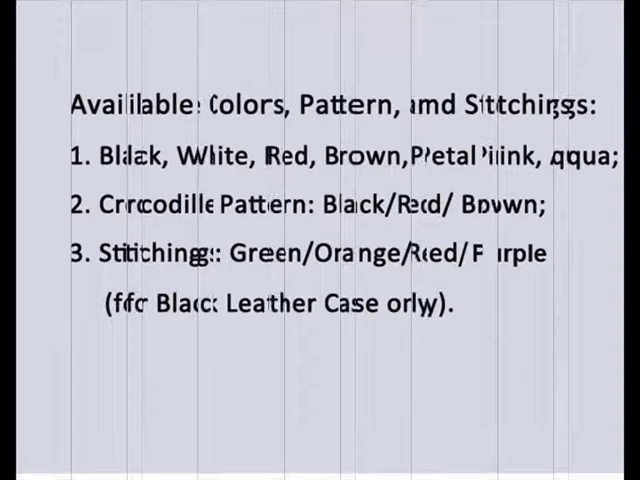 Available Colors, Pattern, and Stitchings:
1. Black, White, Red, Brown, Petal Pink, aqua;
2. Crocodile Pattern: Black/Red/ Brown;
3. Stitchings: Green/Orange/Red/Purple
(for Black Leather Case only).